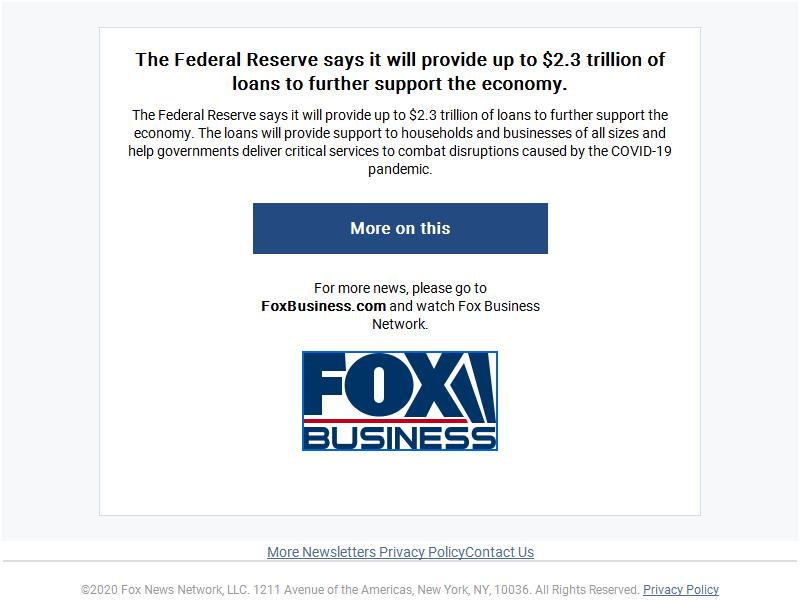 The Federal Reserve says it will provide up to $2.3 trillion of
loans to further support the economy.
The Federal Reserve says it will provide up to $2.3 trillion of loans to further support the
economy. The loans will provide support to households and businesses of all sizes and
help governments deliver critical services to combat disruptions caused by the COVID-19
pandemic.
More on this
For more news, please go to
FoxBusiness.com and watch Fox Business
Network.
FOX
BUSINESS
More Newsletters Privacy PolicyContact Us
©2020 Fox News Network, LLC. 1211 Avenue of the Americas, New York, NY, 10036. All Rights Reserved. Privacy Policy